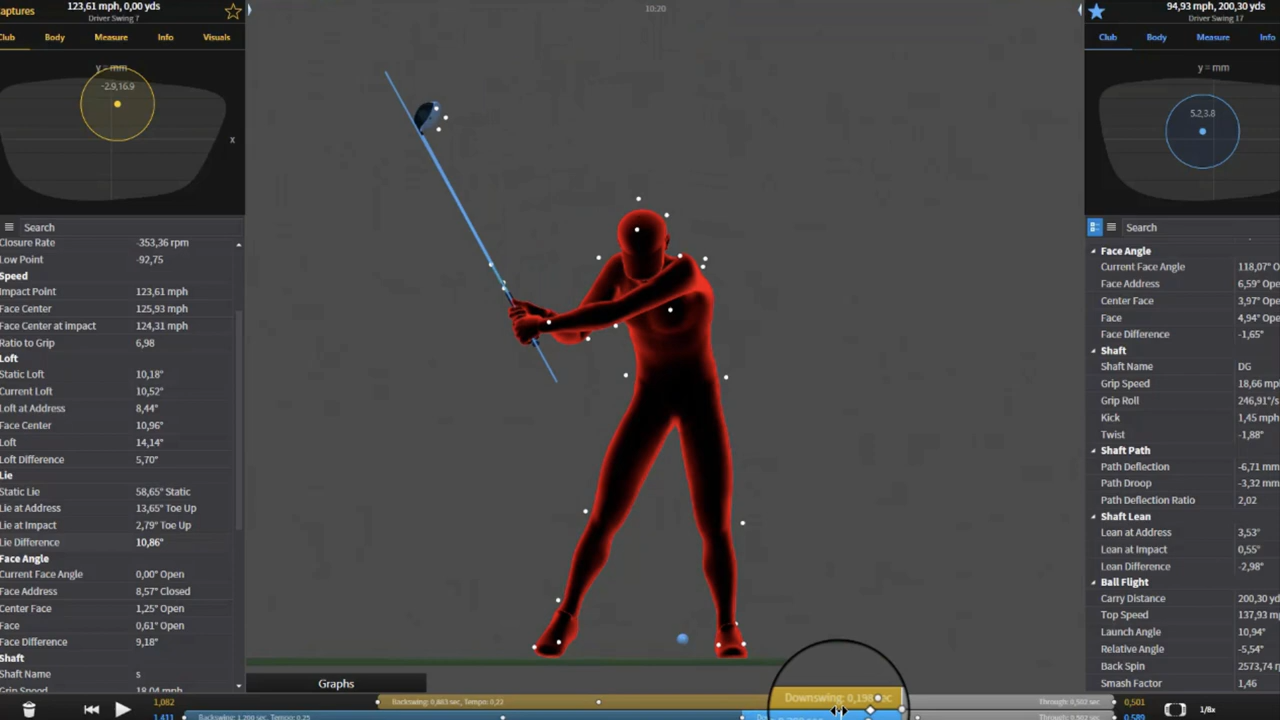 aptures
123,61 mph, 0,00 yds
Driver Swing 7
lub Body Measure Info Visuals
y = mm
-2.9,16.9
x
Search
Closure Rate -353,36 rpm
Low Point -92,75
Speed
Impact Point 123,61 mph
Face Center 125,93 mph
Face Center at impact 124,31 mph
Ratio to Grip 6,98
Loft
Static Loft 10,18°
Current Loft 10,52°
Loft at Address 8,44°
Face Center 10,96°
Loft 14,14°
Loft Difference 5,70°
Lie
Static Lie 58,65° Static
Lie at Address 13,65° Toe Up
Lie at Impact 2,79° Toe Up
Lie Difference 10,86°
Face Angle
Current Face Angle 0,00° Open
Face Address 8,57° Closed
Center Face 1,25° Open
Face 0,61° Open
Face Difference 9,18°
Shaft
Shaft Name s
Grip Speed 18,04 mph
10:20
94,93 mph, 200,30 yds
Driver Swing 17
Club Body Measure Info
y = mm
5.2,3.8
Search
Face Angle
Current Face Angle 118,07° O
Face Address 6,59° Ope
Center Face 3,97° Ope
Face 4,94° Ope
Face Difference -1,65°
Shaft
Shaft Name DG
Grip Speed 18,66 mp
Grip Roll 246,91°/s
Kick 1,45 mph
Twist -1,88°
Shaft Path
Path Deflection -6,71 mm
Path Droop -3,32 mm
Path Deflection Ratio 2,02
Shaft Lean
Lean at Address 3,53°
Lean at Impact 0,55°
Lean Difference -2,98°
Ball Flight
Carry Distance 200,30 yd
Top Speed 137,93 m
Launch Angle 10,94°
Relative Angle -5,54°
Back Spin 2573,74 r
Smash Factor 1,46
Graphs
1,082
Backswing: 0,883 sec, Tempo: 0,22
Downswing: 0,198 sec
Through: 0,502 sec
0,501
1/8x
1,411
Backswing: 1,200 sec, Tempo: 0,25
0,589